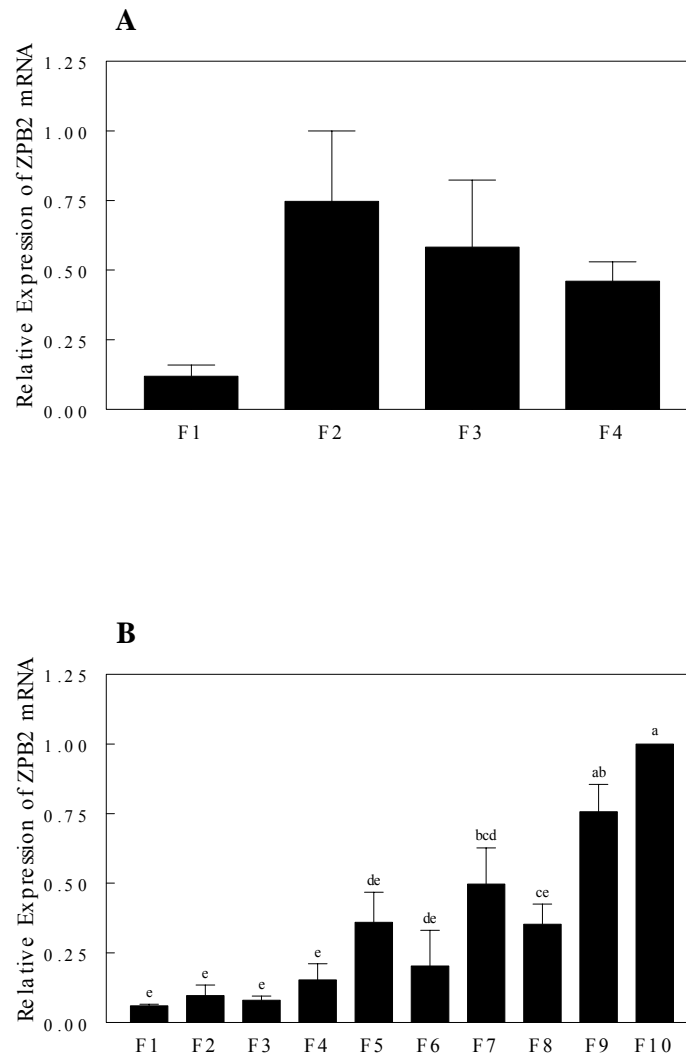 A
Relative Expression of ZPB2 mRNA
1.25
1.00
0.75
0.50
0.25
0.00
F1 F2 F3 F4
B
Relative Expression of ZPB2 mRNA
1.25
1.00
0.75
0.50
0.25
0.00
e e e e de de bcd ce ab a
F1 F2 F3 F4 F5 F6 F7 F8 F9 F10